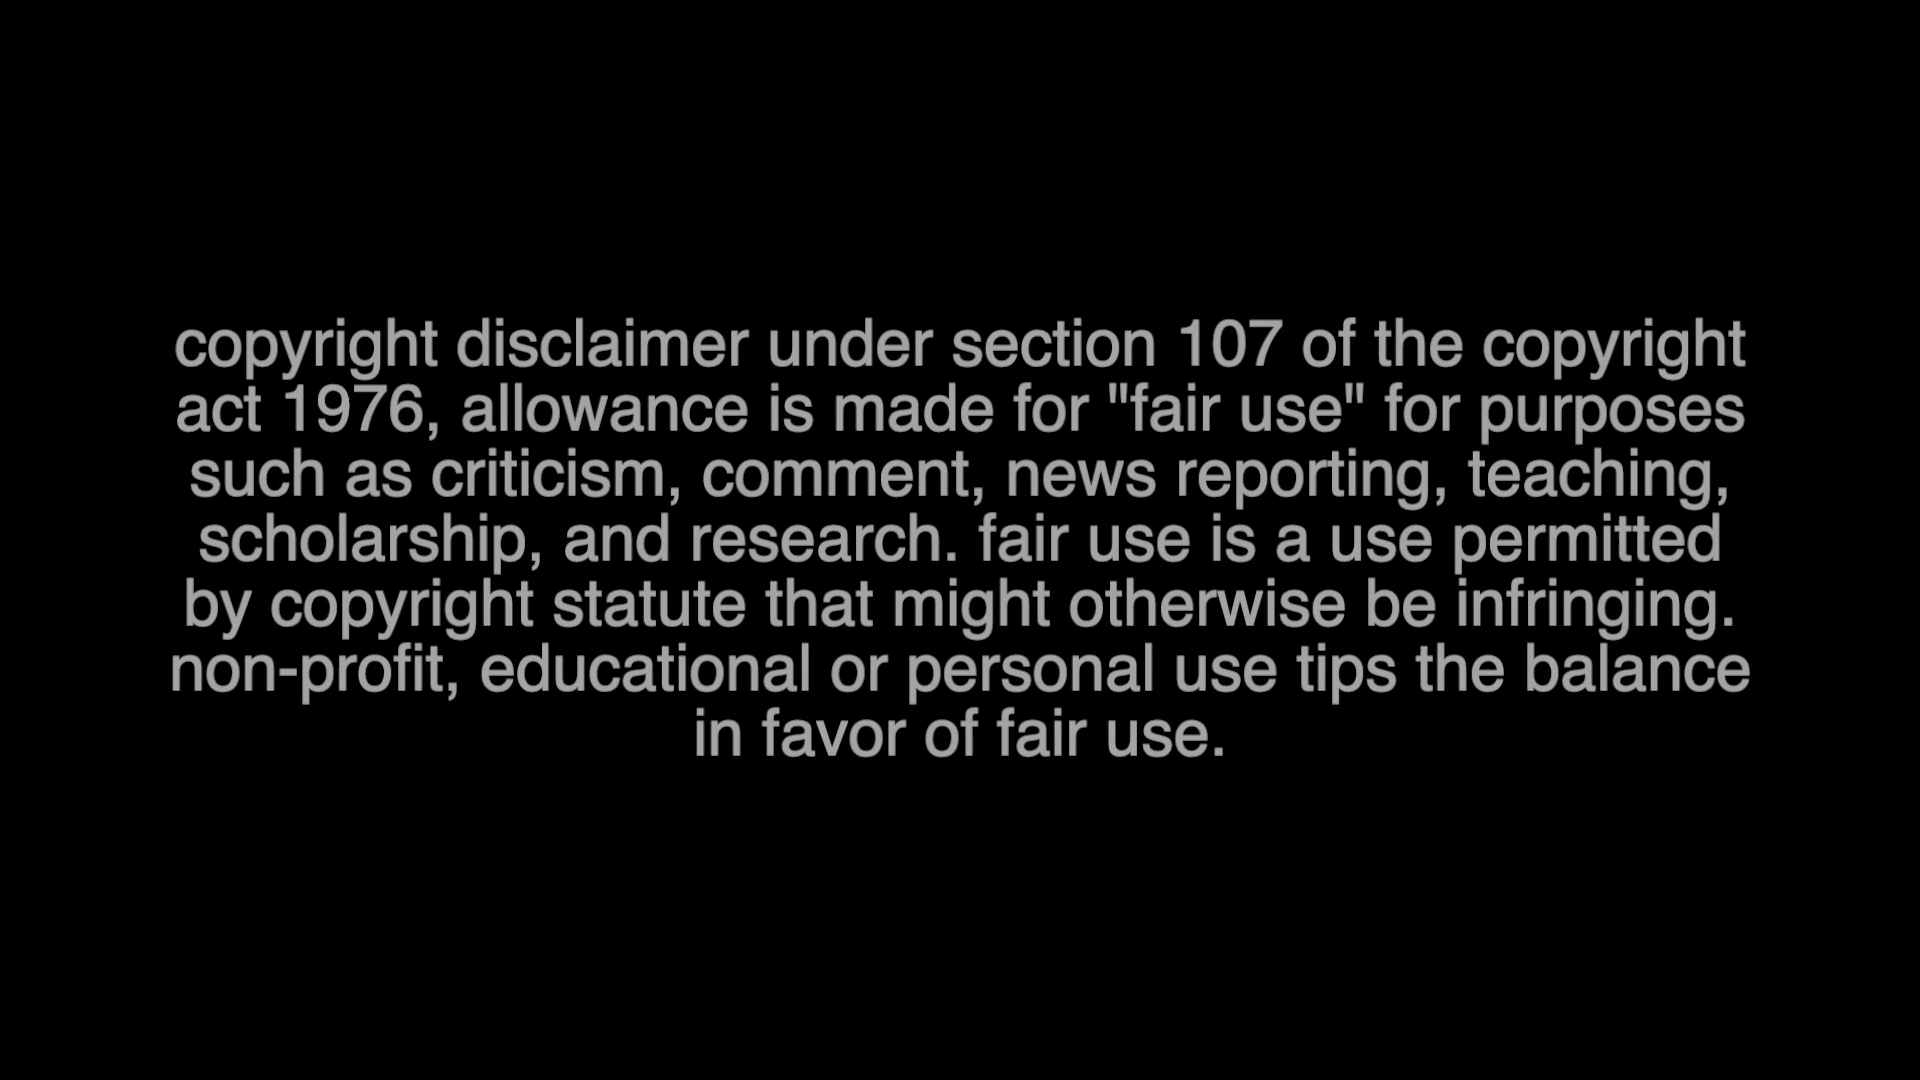 copyright disclaimer under section 107 of the copyright
act 1976, allowance is made for "fair use" for purposes
such as criticism, comment, news reporting, teaching,
scholarship, and research. fair use is a use permitted
by copyright statute that might otherwise be infringing.
non-profit, educational or personal use tips the balance
in favor of fair use.